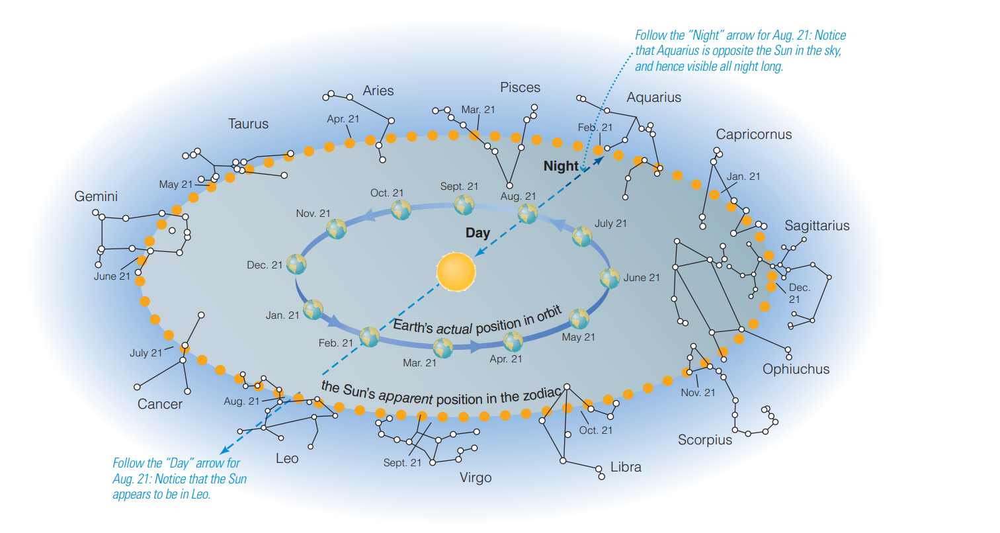 Follow the “Night” arrow for Aug. 21: Notice
that Aquarius is opposite the Sun in the sky,
and hence visible all night long.
Aries
Pisces
Aquarius
Taurus
Apr. 21
Mar. 21
Feb. 21
Capricornus
May 21
Night
Jan. 21
Gemini
Oct. 21
Sept. 21
Aug. 21
Nov. 21
Day
July 21
Sagittarius
Dec. 21
June 21
June 21
Dec.
21
Jan. 21
Earth’s actual position in orbit
Feb. 21
May 21
Mar. 21
Apr. 21
July 21
Ophiuchus
the Sun’s apparent position in the zodiac
Nov. 21
Cancer
Aug. 21
Oct. 21
Scorpius
Leo
Sept. 21
Libra
Virgo
Follow the “Day” arrow for
Aug. 21: Notice that the Sun
appears to be in Leo.